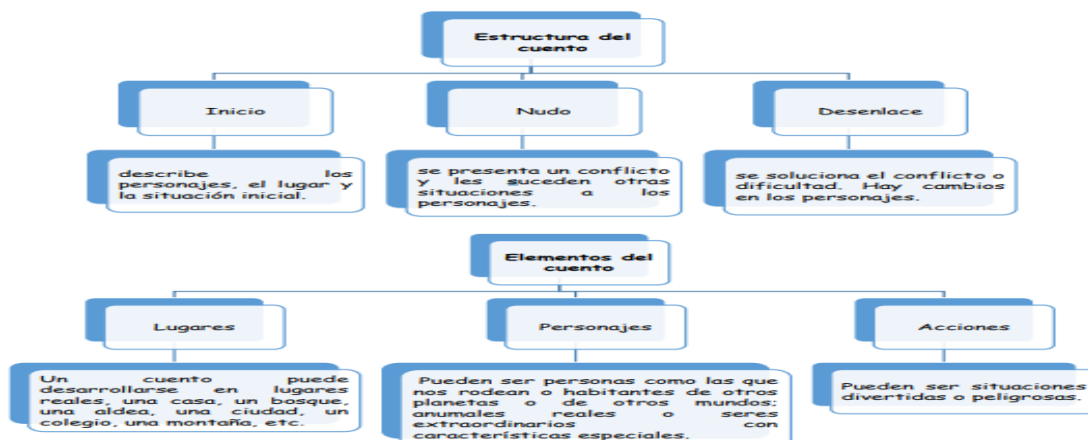 Estructura del
cuento
Inicio
Nudo
Desenlace
describe los
personajes, el lugar y
la situación inicial.
se presenta un conflicto
y les suceden otras
situaciones a los
personajes.
se soluciona el conflicto o
dificultad. Hay cambios
en los personajes.
Elementos del
cuento
Lugares
Personajes
Acciones
Un cuento puede
desarrollarse en lugares
reales, una casa, un bosque,
una aldea, una ciudad, un
colegio, una montaña, etc.
Pueden ser personas como las que
nos rodean o habitantes de otros
planetas o de otros mundos;
anumales reales o seres
extraordinarios con
características especiales.
Pueden ser situaciones
divertidas o peligrosas.